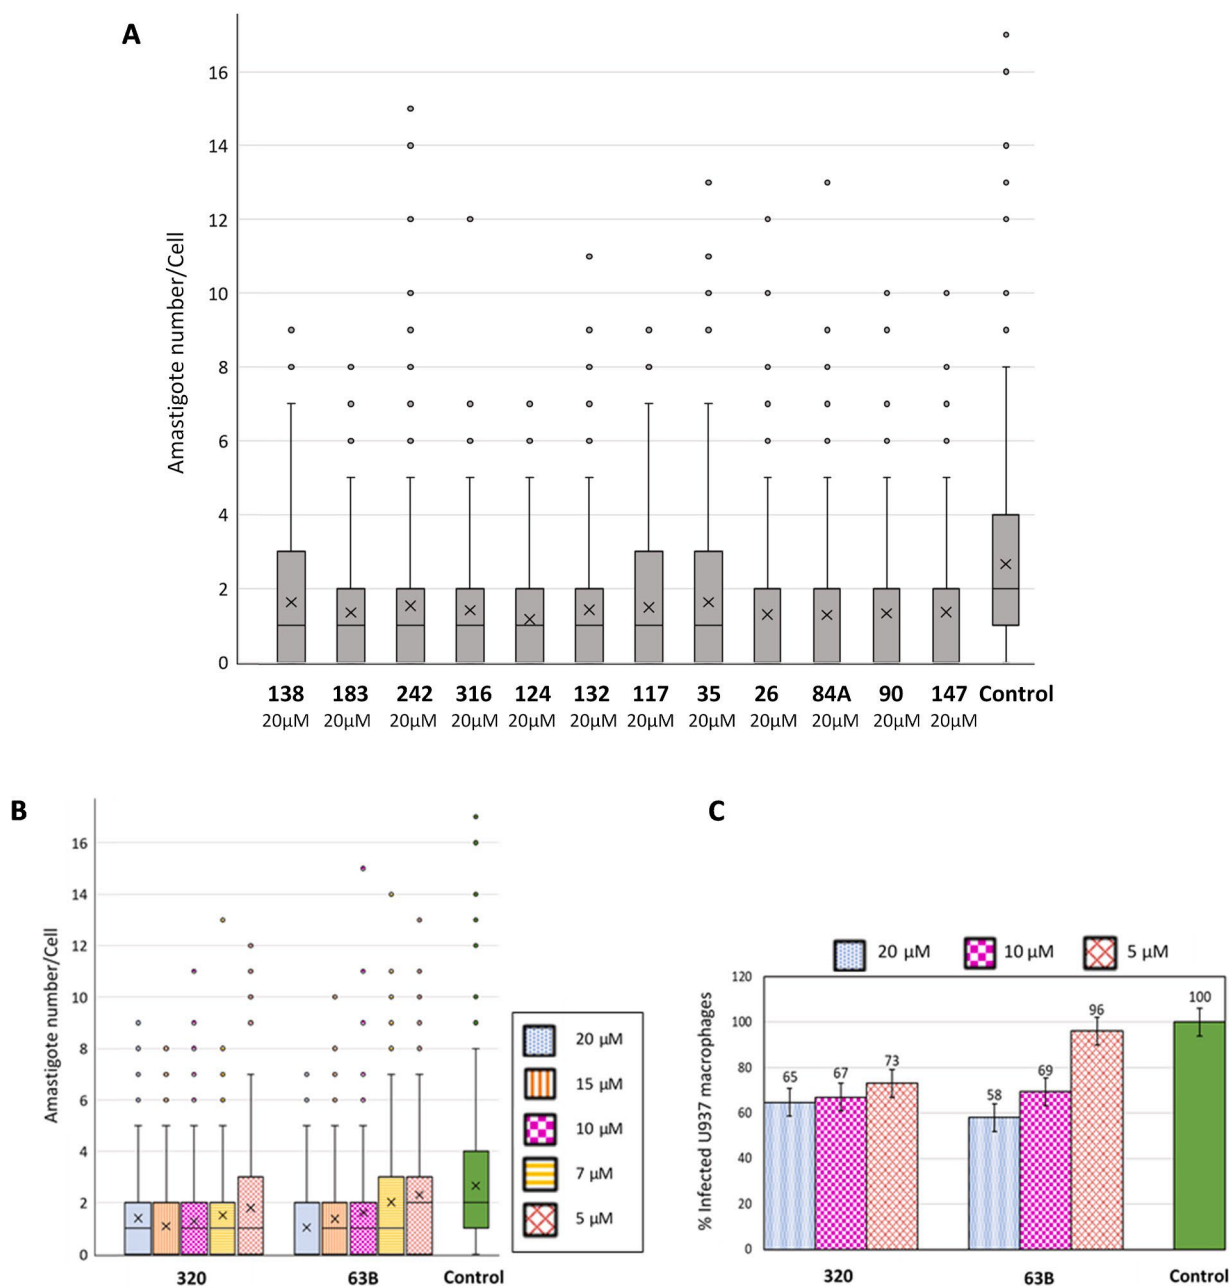 A
Amastigote number/Cell
16
14
12
10
8
6
4
2
0
138 183 242 316 124 132 117 35 26 84A 90 147 Control
20µM 20µM 20µM 20µM 20µM 20µM 20µM 20µM 20µM 20µM 20µM 20µM
B
Amastigote number/Cell
16
14
12
10
8
6
4
2
0
320 63B Control
20 µM
15 µM
10 µM
7 µM
5 µM
C
20 µM 10 µM 5 µM
% Infected U937 macrophages
120
100
80
60
40
20
0
65 67 73 58 69 96 100
320 63B Control